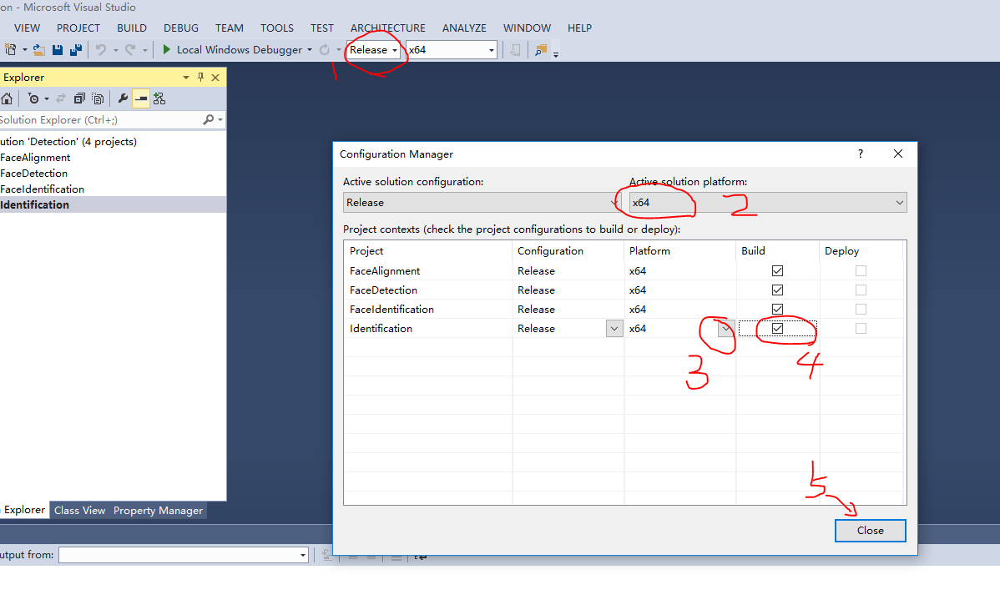 on - Microsoft Visual Studio
VIEW PROJECT BUILD DEBUG TEAM TOOLS TEST ARCHITECTURE ANALYZE WINDOW HELP
Local Windows Debugger Release x64
1
Explorer
Solution Explorer (Ctrl+;)
ution 'Detection' (4 projects)
FaceAlignment
FaceDetection
FaceIdentification
Identification
Configuration Manager
?
Active solution configuration: Active solution platform:
Release x64 2
Project contexts (check the project configurations to build or deploy):
Project Configuration Platform Build Deploy
FaceAlignment Release x64
FaceDetection Release x64
FaceIdentification Release x64
Identification Release x64
3 4
5
Close
Explorer Class View Property Manager
utput from: